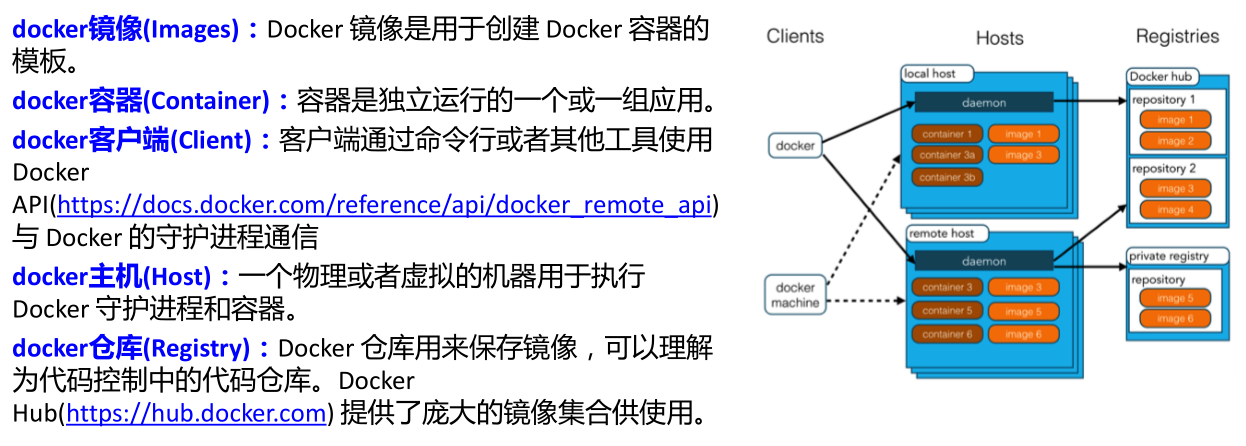 docker镜像(Images)：Docker 镜像是用于创建 Docker 容器的
模板。
docker容器(Container)：容器是独立运行的一个或一组应用。
docker客户端(Client)：客户端通过命令行或者其他工具使用
Docker
API(https://docs.docker.com/reference/api/docker_remote_api)
与 Docker 的守护进程通信
docker主机(Host)：一个物理或者虚拟的机器用于执行
Docker 守护进程和容器。
docker仓库(Registry)：Docker 仓库用来保存镜像，可以理解
为代码控制中的代码仓库。Docker
Hub(https://hub.docker.com) 提供了庞大的镜像集合供使用。
Clients
docker
docker
machine
Hosts
local host
daemon
container 1
image 1
container 3a
image 3
container 3b
remote host
daemon
container 3
image 3
container 5
image 5
container 6
image 6
Registries
Docker hub
repository 1
image 1
image 2
repository 2
image 3
image 4
private registry
repository
image 5
image 6